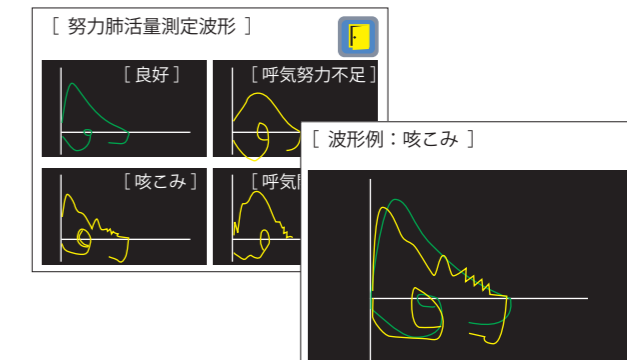 [ 努力肺活量測定波形 ]
[ 良好 ]
[ 呼気努力不足 ]
[ 咳こみ ]
[ 呼気
[ 波形例：咳こみ ]